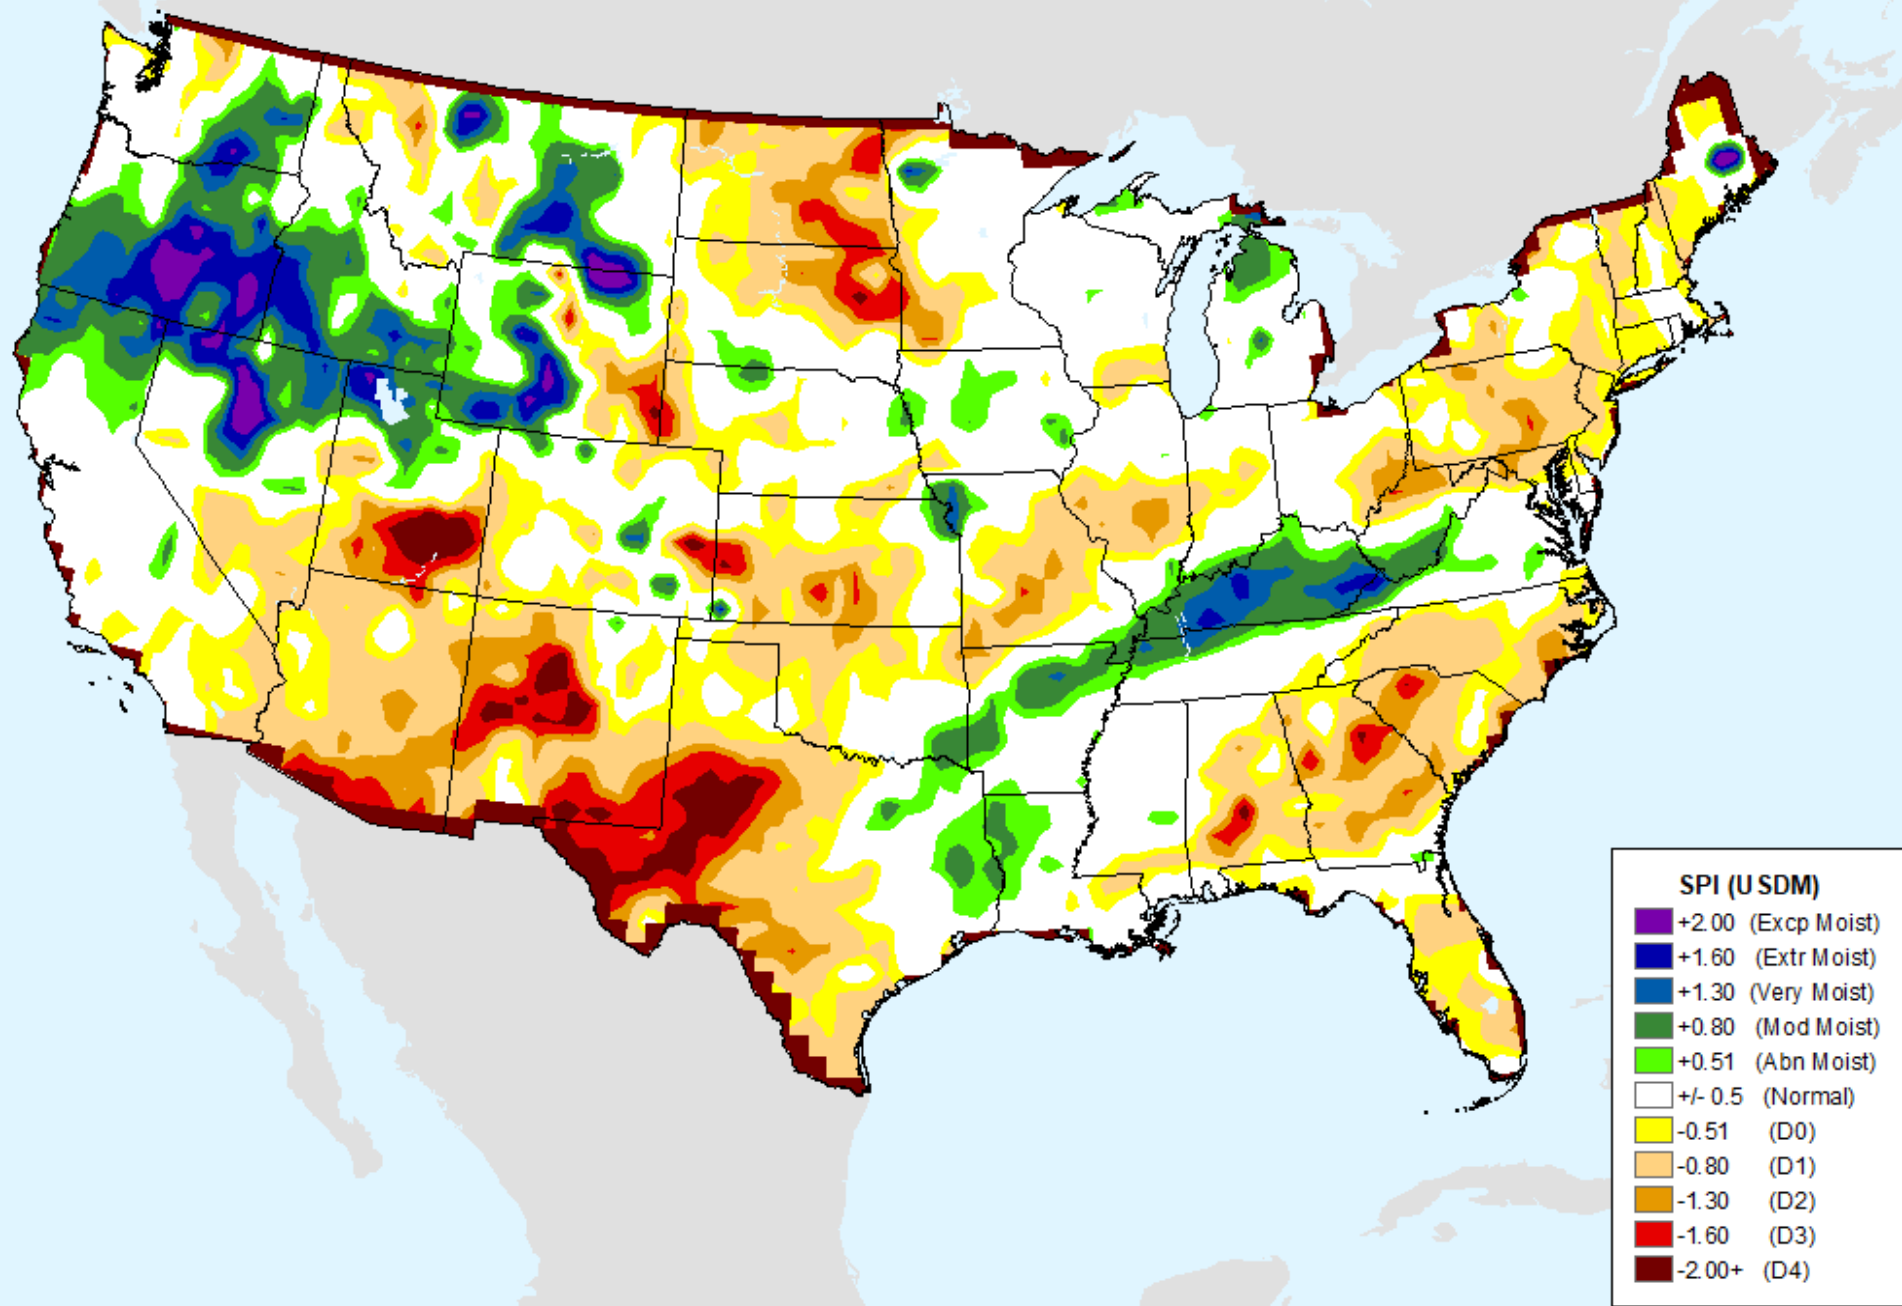 SPI (USDM)
+2.00 (Excp Moist)
+1.60 (Extr Moist)
+1.30 (Very Moist)
+0.80 (Mod Moist)
+0.51 (Abn Moist)
+/- 0.5 (Normal)
-0.51 (D0)
-0.80 (D1)
-1.30 (D2)
-1.60 (D3)
-2.00+ (D4)